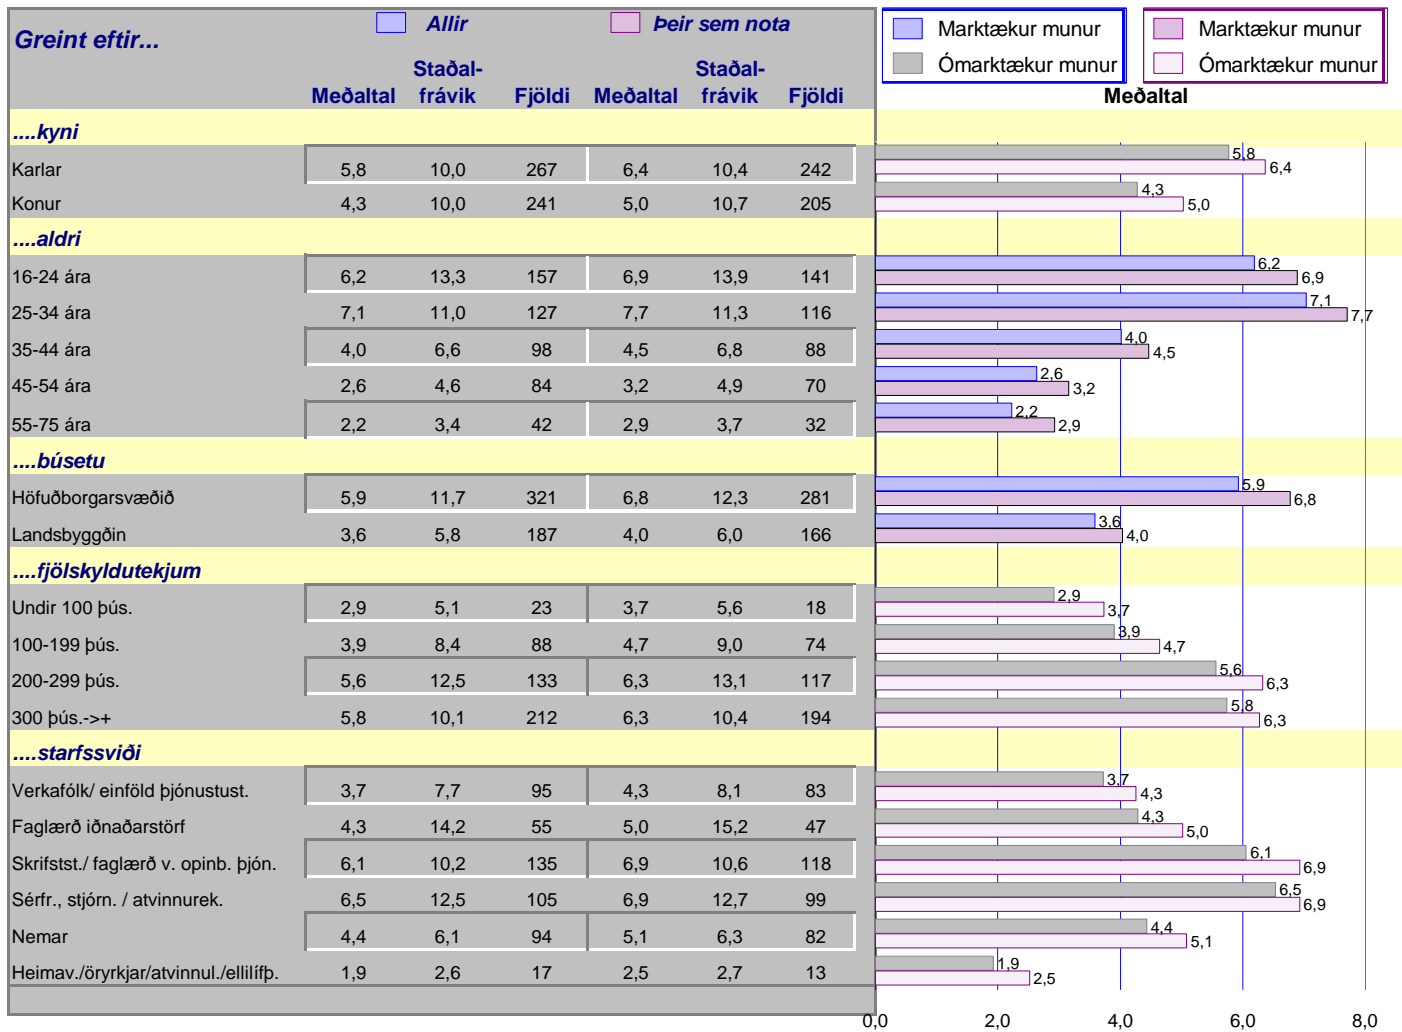 Greint eftir...
Allir
Þeir sem nota
Meðaltal Staðal-frávik Fjöldi Meðaltal Staðal-frávik Fjöldi
Marktækur munur
Ómarktækur munur
Marktækur munur
Ómarktækur munur
Meðaltal
....kyni
Karlar 5,8 10,0 267 6,4 10,4 242 5,8 6,4
Konur 4,3 10,0 241 5,0 10,7 205 4,3 5,0
....aldri
16-24 ára 6,2 13,3 157 6,9 13,9 141 6,2 6,9
25-34 ára 7,1 11,0 127 7,7 11,3 116 7,1 7,7
35-44 ára 4,0 6,6 98 4,5 6,8 88 4,0 4,5
45-54 ára 2,6 4,6 84 3,2 4,9 70 2,6 3,2
55-75 ára 2,2 3,4 42 2,9 3,7 32 2,2 2,9
....búsetu
Höfuðborgarsvæðið 5,9 11,7 321 6,8 12,3 281 5,9 6,8
Landsbyggðin 3,6 5,8 187 4,0 6,0 166 3,6 4,0
....fjölskyldutekjum
Undir 100 þús. 2,9 5,1 23 3,7 5,6 18 2,9 3,7
100-199 þús. 3,9 8,4 88 4,7 9,0 74 3,9 4,7
200-299 þús. 5,6 12,5 133 6,3 13,1 117 5,6 6,3
300 þús.->+ 5,8 10,1 212 6,3 10,4 194 5,8 6,3
....starfssviði
Verkafólk/ einföld þjónustust. 3,7 7,7 95 4,3 8,1 83 3,7 4,3
Faglærð iðnaðarstörf 4,3 14,2 55 5,0 15,2 47 4,3 5,0
Skrifstst./ faglærð v. opinb. þjón. 6,1 10,2 135 6,9 10,6 118 6,1 6,9
Sérfr., stjórn. / atvinnurek. 6,5 12,5 105 6,9 12,7 99 6,5 6,9
Nemar 4,4 6,1 94 5,1 6,3 82 4,4 5,1
Heimav./öryrkjar/atvinnul./ellilífþ. 1,9 2,6 17 2,5 2,7 13 1,9 2,5
0,0 2,0 4,0 6,0 8,0